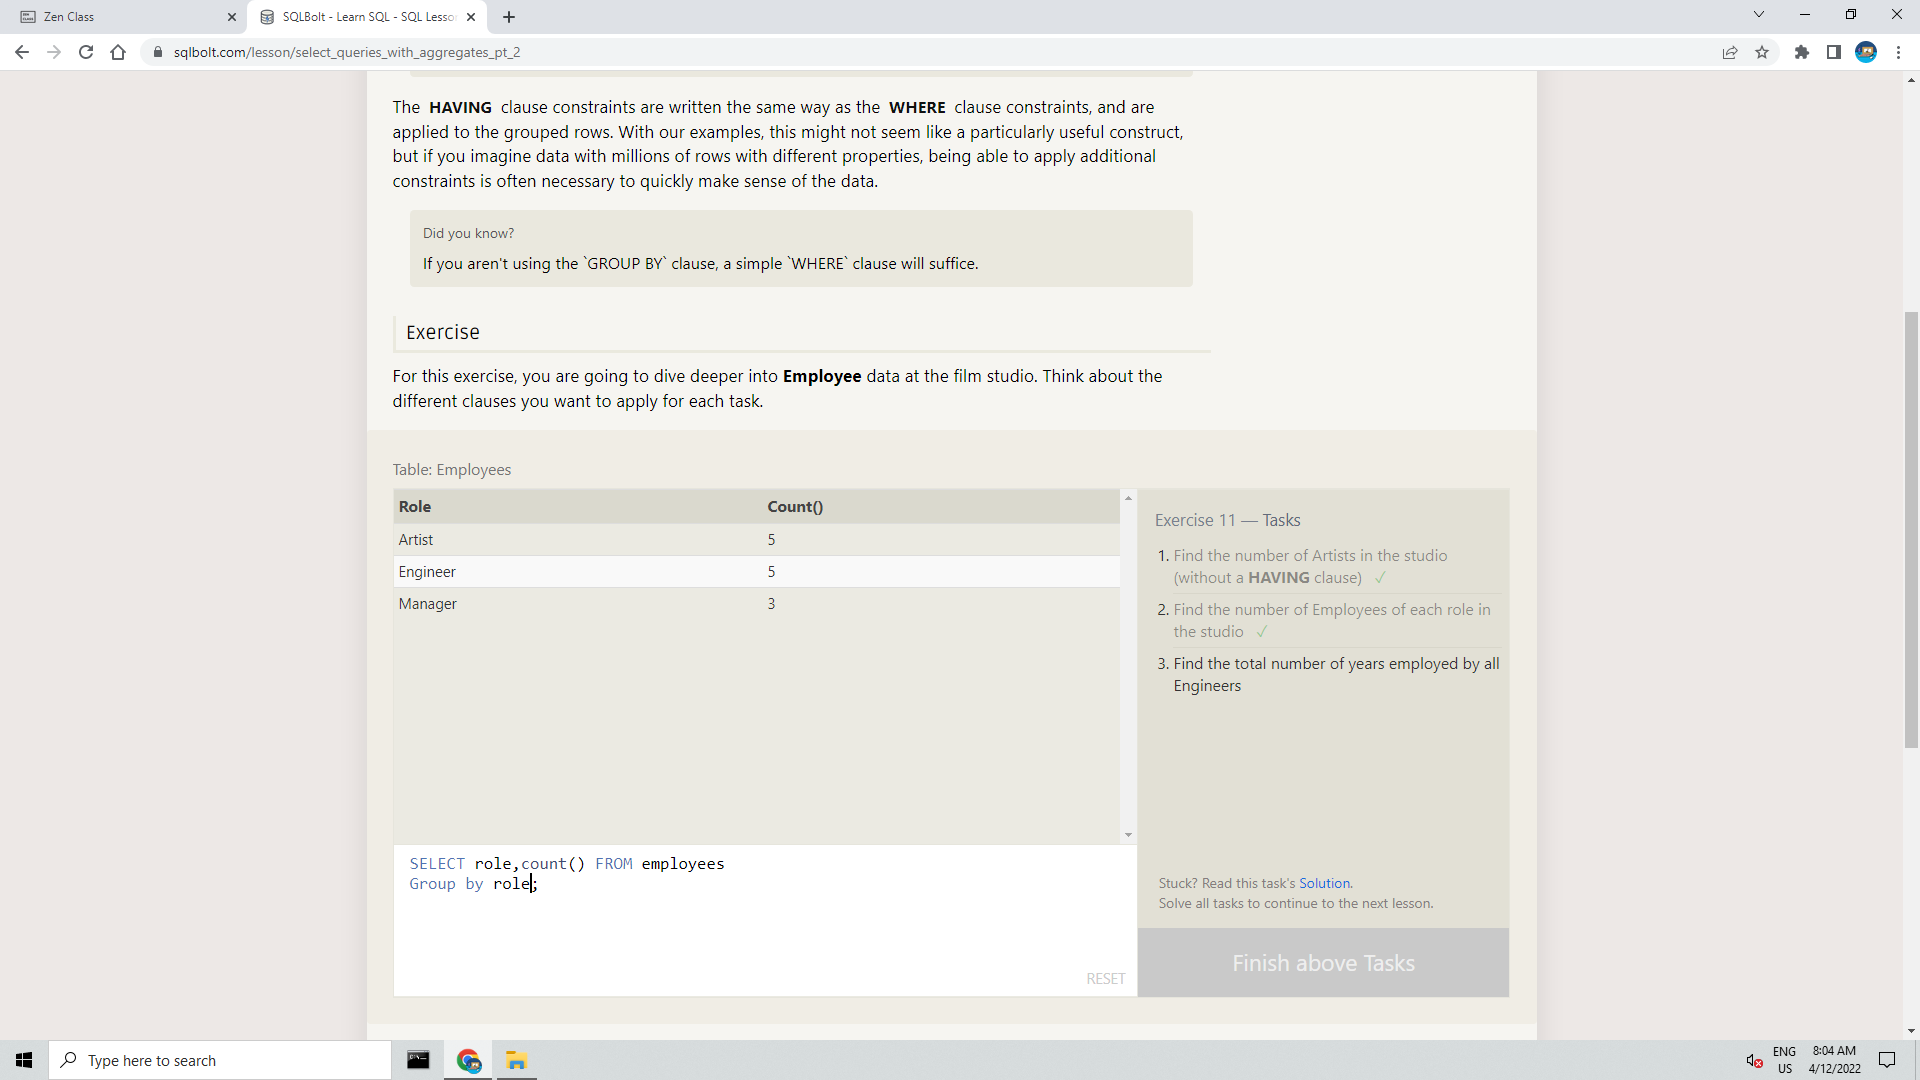 Zen Class
SQLBolt - Learn SQL - SQL Lesso
sqlbolt.com/lesson/select_queries_with_aggregates_pt_2
The HAVING clause constraints are written the same way as the WHERE clause constraints, and are
applied to the grouped rows. With our examples, this might not seem like a particularly useful construct,
but if you imagine data with millions of rows with different properties, being able to apply additional
constraints is often necessary to quickly make sense of the data.
Did you know?
If you aren't using the `GROUP BY` clause, a simple `WHERE` clause will suffice.
Exercise
For this exercise, you are going to dive deeper into Employee data at the film studio. Think about the
different clauses you want to apply for each task.
Table: Employees
Role Count()
Artist 5
Engineer 5
Manager 3
SELECT role,count() FROM employees
Group by role;
RESET
Exercise 11 — Tasks
1. Find the number of Artists in the studio
(without a HAVING clause) ✓
2. Find the number of Employees of each role in
the studio ✓
3. Find the total number of years employed by all
Engineers
Stuck? Read this task's Solution.
Solve all tasks to continue to the next lesson.
Finish above Tasks
Type here to search
ENG
US
8:04 AM
4/12/2022